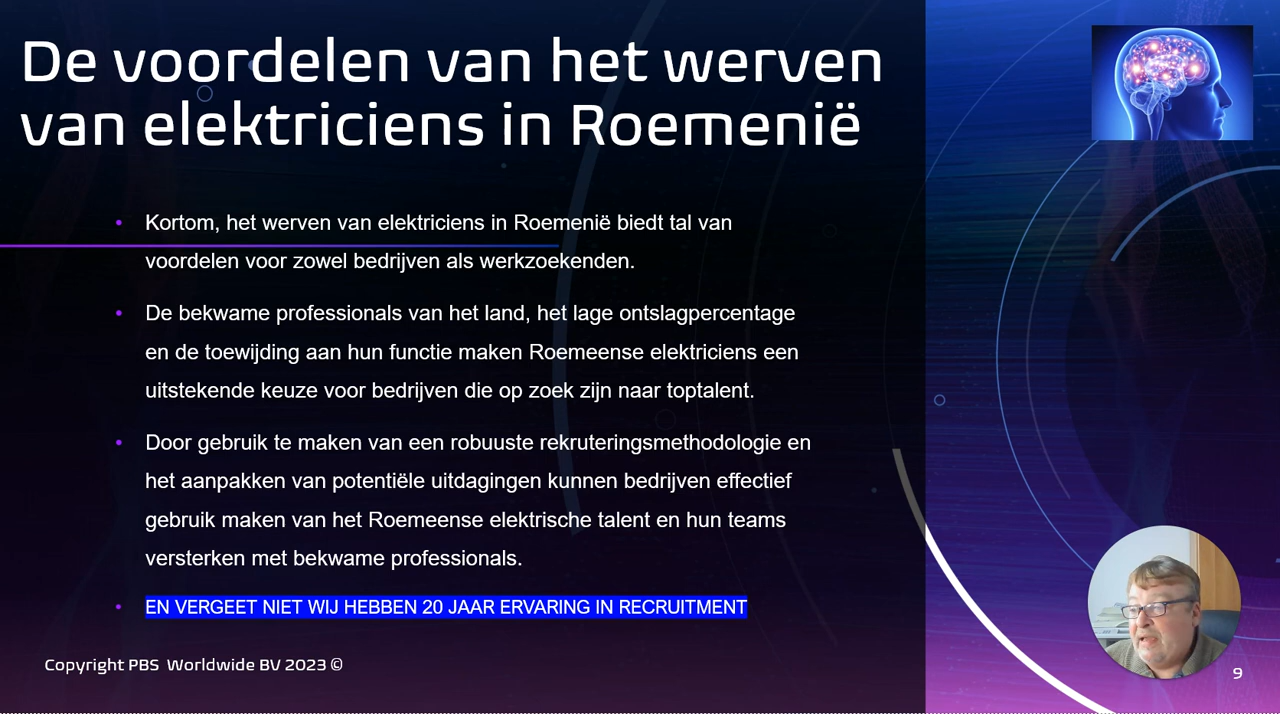 De voordelen van het werven
van elektriciens in Roemenië
• Kortom, het werven van elektriciens in Roemenië biedt tal van
voordelen voor zowel bedrijven als werkzoekenden.
• De bekwame professionals van het land, het lage ontslagpercentage
en de toewijding aan hun functie maken Roemeense elektriciens een
uitstekende keuze voor bedrijven die op zoek zijn naar toptalent.
• Door gebruik te maken van een robuuste rekruteringsmethodologie en
het aanpakken van potentiële uitdagingen kunnen bedrijven effectief
gebruik maken van het Roemeense elektrische talent en hun teams
versterken met bekwame professionals.
• EN VERGEET NIET WIJ HEBBEN 20 JAAR ERVARING IN RECRUITMENT
Copyright PBS Worldwide BV 2023 ©
9